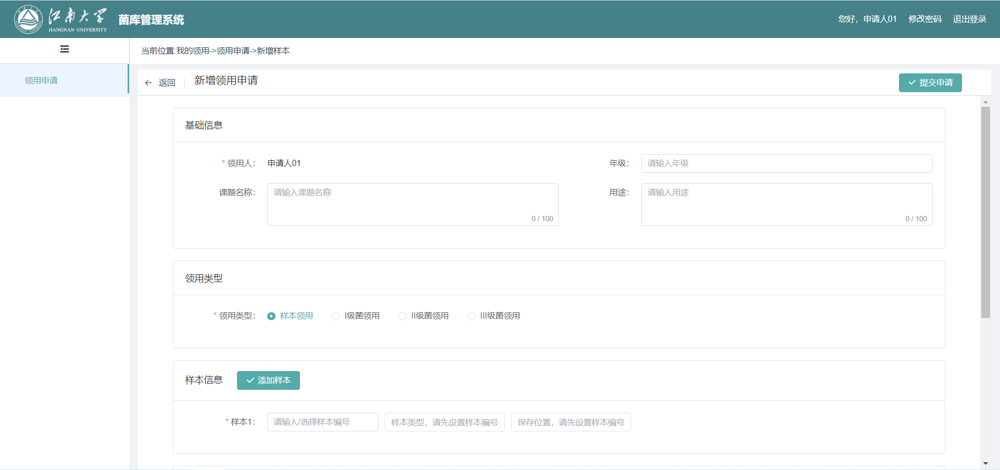 江南大学
JIANGNAN UNIVERSITY
菌库管理系统
您好，申请人01 修改密码 退出登录
当前位置:我的领用->领用申请->新增样本
领用申请
返回 新增领用申请 提交申请
基础信息
*领用人： 申请人01 年级： 请输入年级
课题名称： 请输入课题名称 用途： 请输入用途
0 / 100 0 / 100
领用类型
*领用类型： 样本领用 I级菌领用 II级菌领用 III级菌领用
样本信息 添加样本
*样本1： 请输入/选择样本编号 样本类型，请先设置样本编号 保存位置，请先设置样本编号